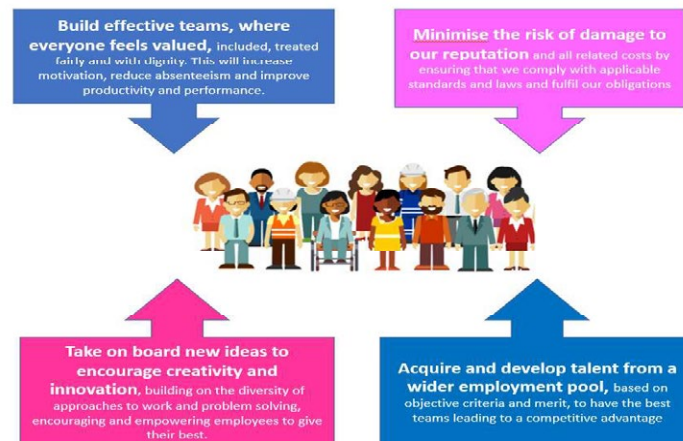 Build effective teams, where
everyone feels valued, included, treated
fairly and with dignity. This will increase
motivation, reduce absenteeism and improve
productivity and performance.
Minimise the risk of damage to
our reputation and all related costs by
ensuring that we comply with applicable
standards and laws and fulfil our obligations
Take on board new ideas to
encourage creativity and
innovation, building on the diversity of
approaches to work and problem solving,
encouraging and empowering employees to give
their best.
Acquire and develop talent from a
wider employment pool, based on
objective criteria and merit, to have the best
teams leading to a competitive advantage